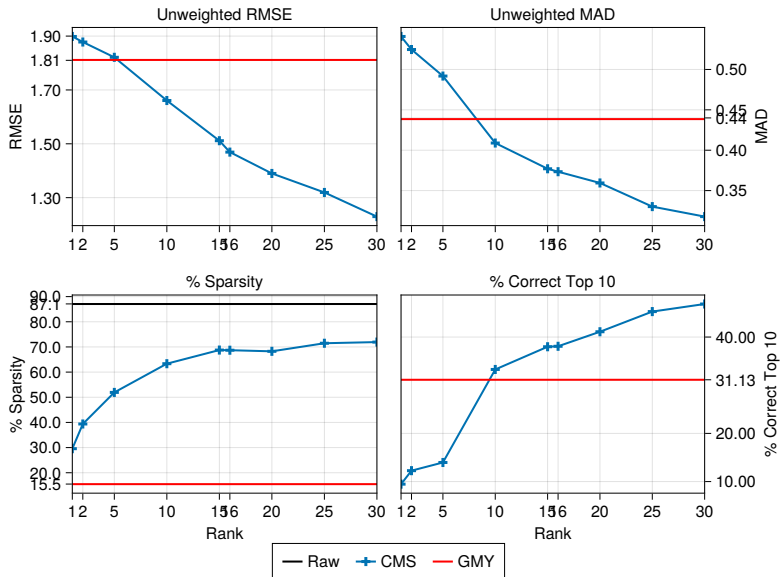 Unweighted RMSE
Unweighted MAD
1.90
1.81
1.70
1.50
1.30
RMSE
1 2 5 10 15 16 20 25 30
0.50
0.45
0.44
0.40
0.35
MAD
1 2 5 10 15 16 20 25 30
% Sparsity
% Correct Top 10
90.0
87.1
80.0
70.0
60.0
50.0
40.0
30.0
20.0
15.5
% Sparsity
1 2 5 10 15 16 20 25 30
Rank
40.00
31.13
20.00
10.00
% Correct Top 10
1 2 5 10 15 16 20 25 30
Rank
Raw CMS GMY